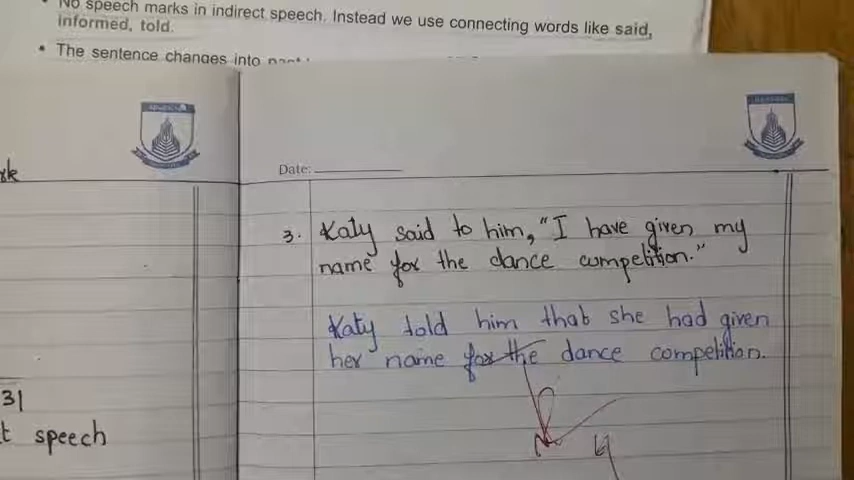 No speech marks in indirect speech. Instead we use connecting words like said,
informed, told.
• The sentence changes into
rk
31
t speech
Date:
3. Katy said to him, "I have given my
name for the dance competition."
Katy told him that she had given
her name for the dance competition.